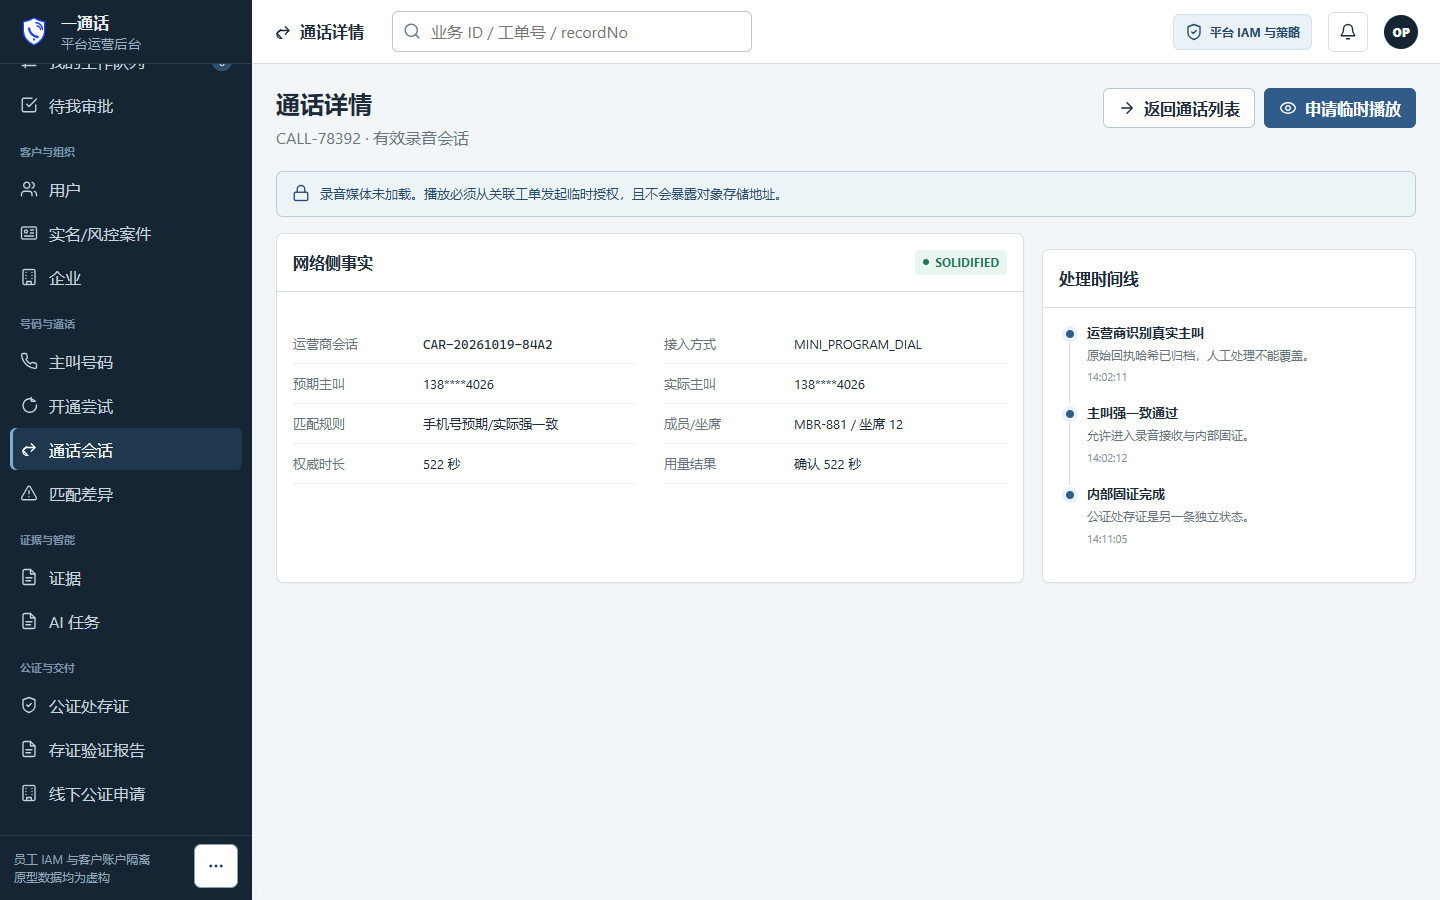 一通话
平台运营后台
我的工作队列
待我审批
客户与组织
用户
实名/风控案件
企业
号码与通话
主叫号码
开通尝试
通话会话
匹配差异
证据与智能
证据
AI 任务
公证与交付
公证处存证
存证验证报告
线下公证申请
员工 IAM 与客户账户隔离
原型数据均为虚构
通话详情
业务 ID / 工单号 / recordNo
平台 IAM 与策略
OP
通话详情
CALL-78392 · 有效录音会话
返回通话列表
申请临时播放
录音媒体未加载。播放必须从关联工单发起临时授权，且不会暴露对象存储地址。
网络侧事实
SOLIDIFIED
运营商会话 CAR-20261019-84A2
接入方式 MINI_PROGRAM_DIAL
预期主叫 138****4026
实际主叫 138****4026
匹配规则 手机号预期/实际强一致
成员/坐席 MBR-881 / 坐席 12
权威时长 522 秒
用量结果 确认 522 秒
处理时间线
运营商识别真实主叫
原始回执哈希已归档，人工处理不能覆盖。
14:02:11
主叫强一致通过
允许进入录音接收与内部固证。
14:02:12
内部固证完成
公证处存证是另一条独立状态。
14:11:05